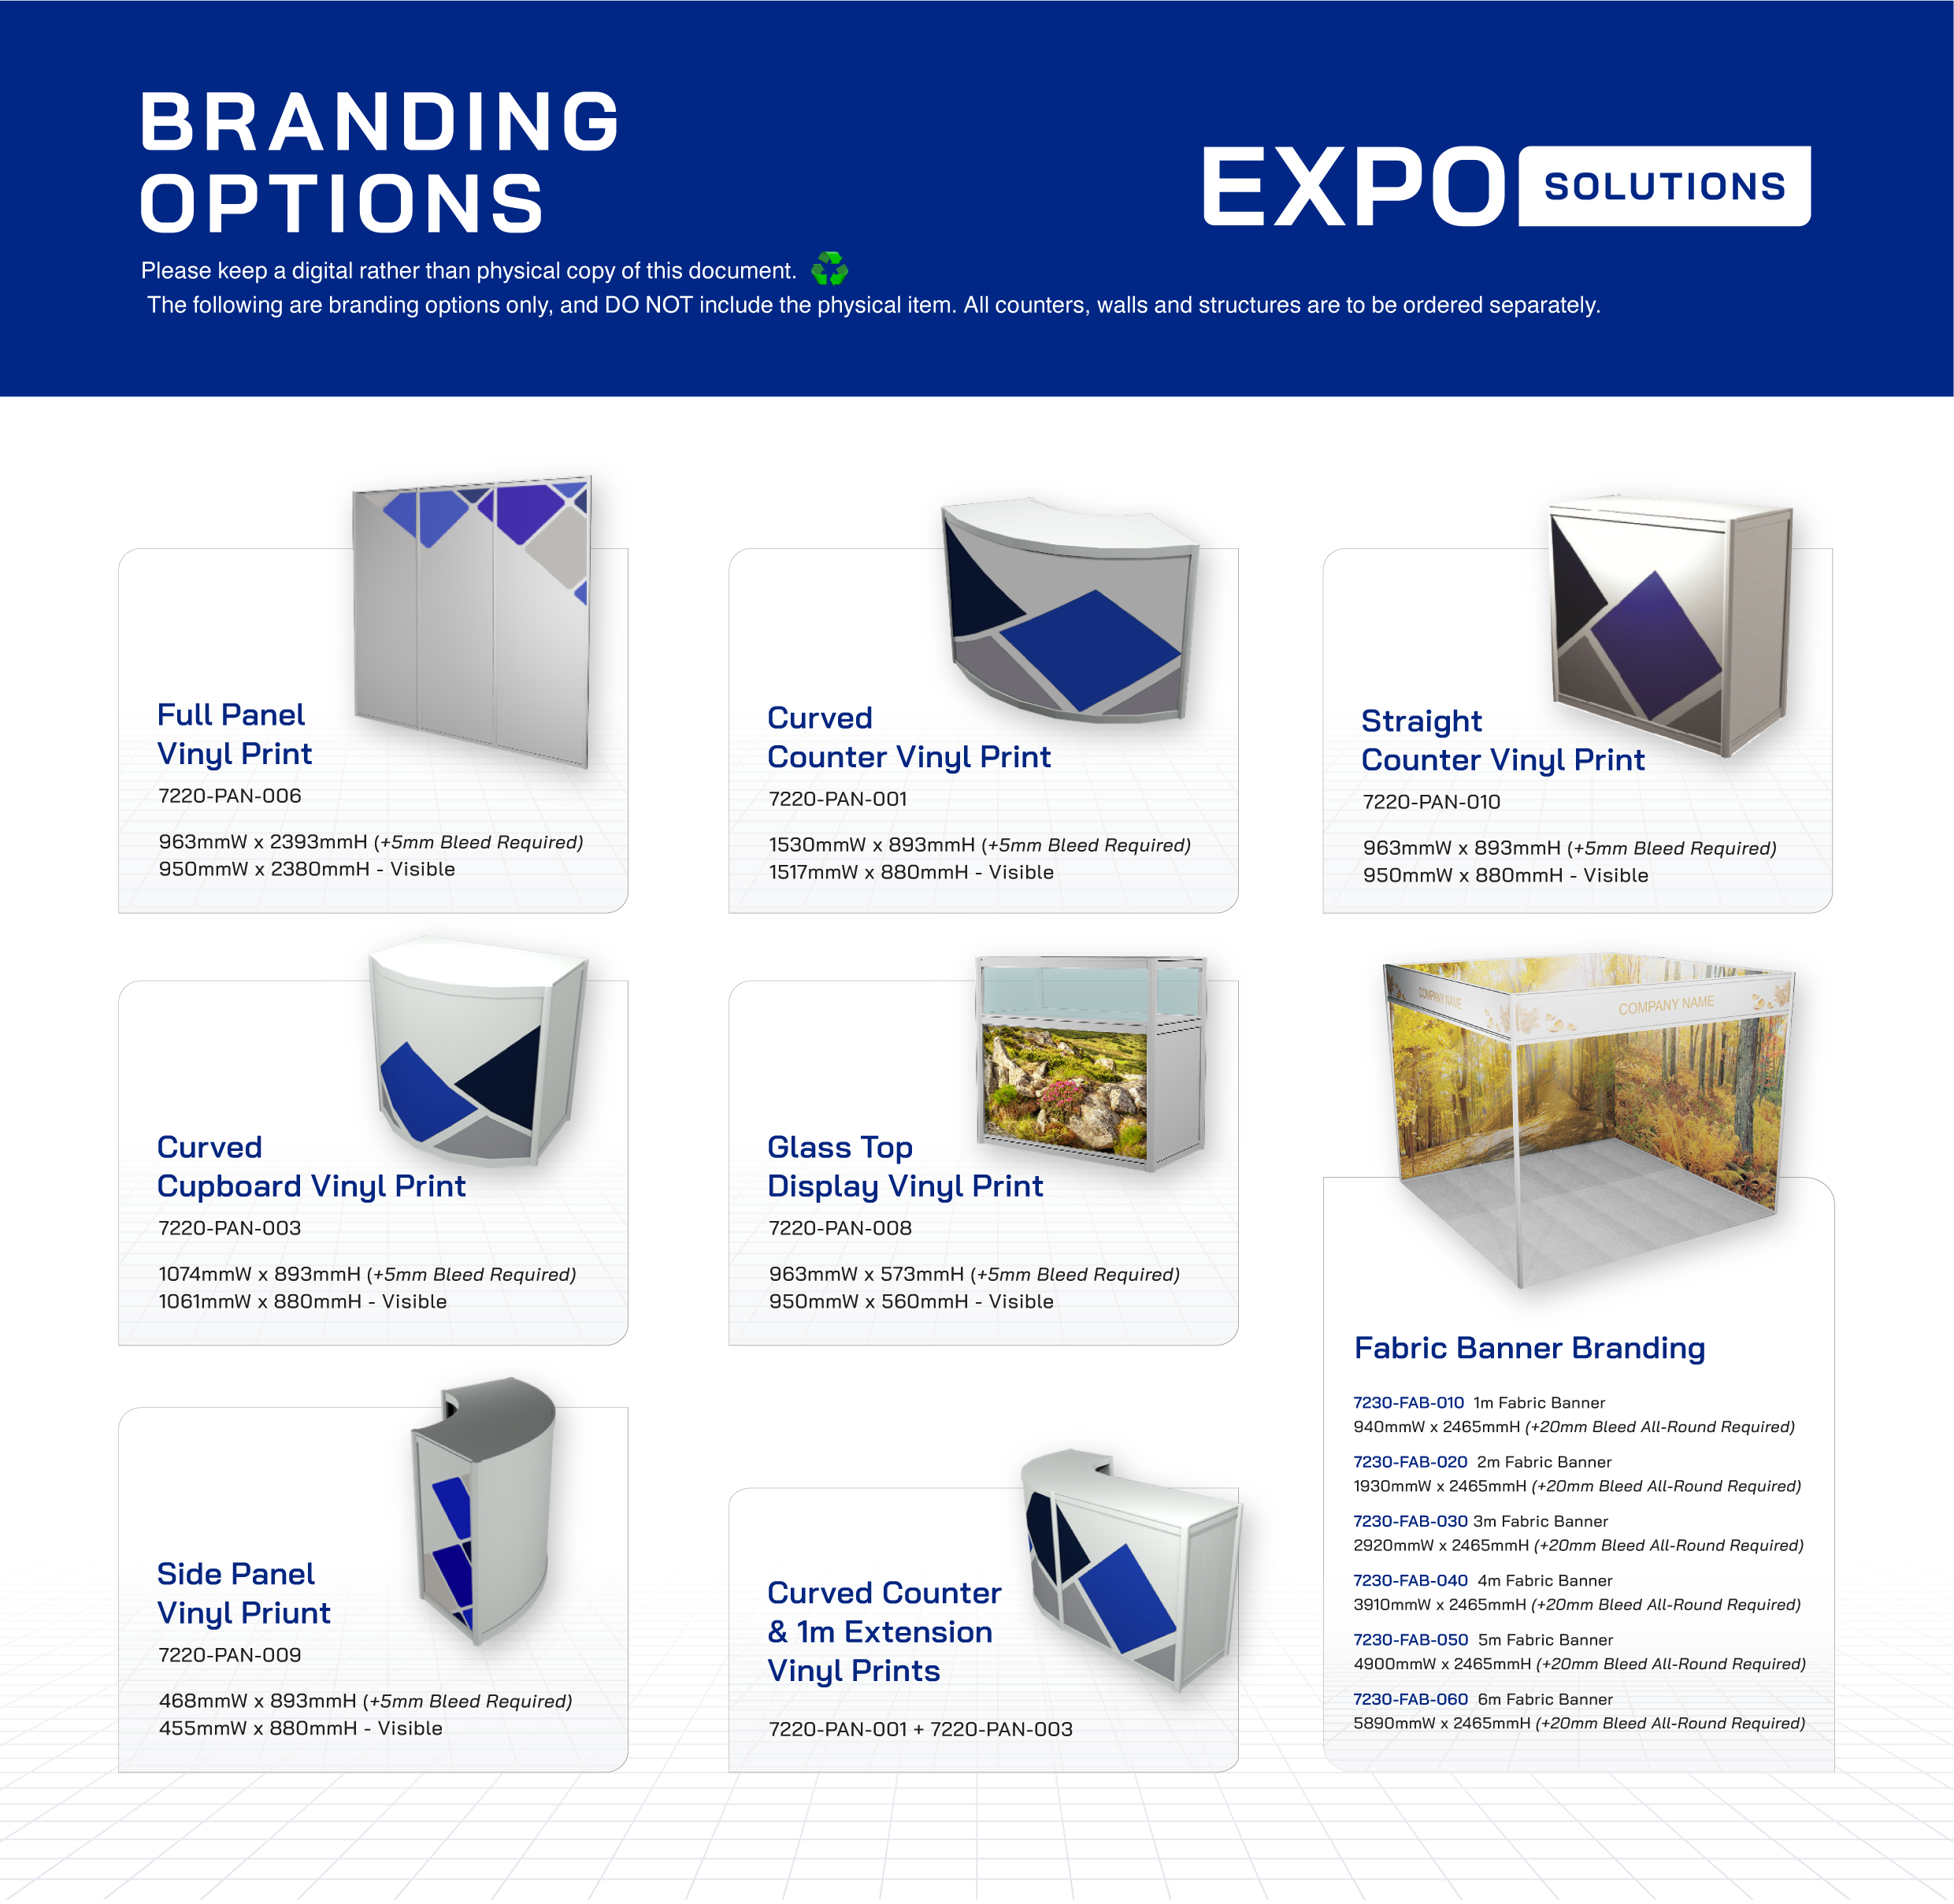 BRANDING
OPTIONS
EXPO SOLUTIONS
Please keep a digital rather than physical copy of this document.
The following are branding options only, and DO NOT include the physical item. All counters, walls and structures are to be ordered separately.
Full Panel
Vinyl Print
7220-PAN-006
963mmW x 2393mmH (+5mm Bleed Required)
950mmW x 2380mmH - Visible
Curved
Counter Vinyl Print
7220-PAN-001
1530mmW x 893mmH (+5mm Bleed Required)
1517mmW x 880mmH - Visible
Straight
Counter Vinyl Print
7220-PAN-010
963mmW x 893mmH (+5mm Bleed Required)
950mmW x 880mmH - Visible
Curved
Cupboard Vinyl Print
7220-PAN-003
1074mmW x 893mmH (+5mm Bleed Required)
1061mmW x 880mmH - Visible
Glass Top
Display Vinyl Print
7220-PAN-008
963mmW x 573mmH (+5mm Bleed Required)
950mmW x 560mmH - Visible
COMPANY NAME
COMPANY NAME
Fabric Banner Branding
7230-FAB-010 1m Fabric Banner
940mmW x 2465mmH (+20mm Bleed All-Round Required)
7230-FAB-020 2m Fabric Banner
1930mmW x 2465mmH (+20mm Bleed All-Round Required)
7230-FAB-030 3m Fabric Banner
2920mmW x 2465mmH (+20mm Bleed All-Round Required)
7230-FAB-040 4m Fabric Banner
3910mmW x 2465mmH (+20mm Bleed All-Round Required)
7230-FAB-050 5m Fabric Banner
4900mmW x 2465mmH (+20mm Bleed All-Round Required)
7230-FAB-060 6m Fabric Banner
5890mmW x 2465mmH (+20mm Bleed All-Round Required)
Side Panel
Vinyl Priunt
7220-PAN-009
468mmW x 893mmH (+5mm Bleed Required)
455mmW x 880mmH - Visible
Curved Counter
& 1m Extension
Vinyl Prints
7220-PAN-001 + 7220-PAN-003